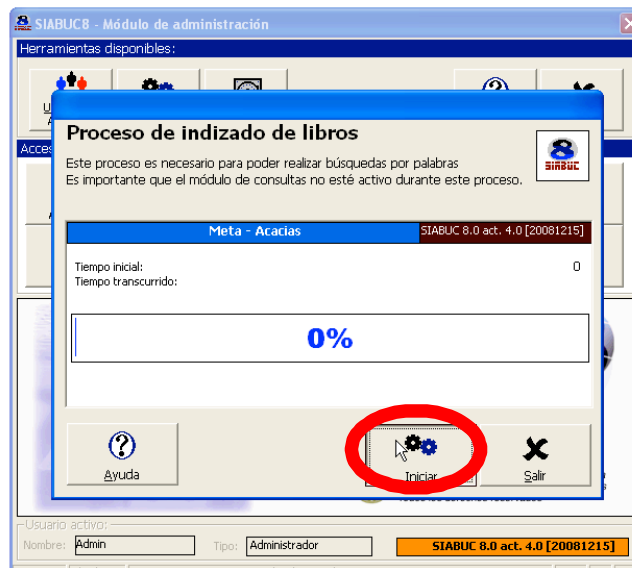 SIABUC8 - Módulo de administración
Herramientas disponibles:
Proceso de indizado de libros
Este proceso es necesario para poder realizar búsquedas por palabras
Es importante que el módulo de consultas no esté activo durante este proceso.
8
SIABUC
Meta - Acacias
SIABUC 8.0 act. 4.0 [20081215]
Tiempo inicial:
0
Tiempo transcurrido:
0%
Ayuda
Iniciar
Salir
Usuario activo:
Nombre: Admin
Tipo: Administrador
SIABUC 8.0 act. 4.0 [20081215]